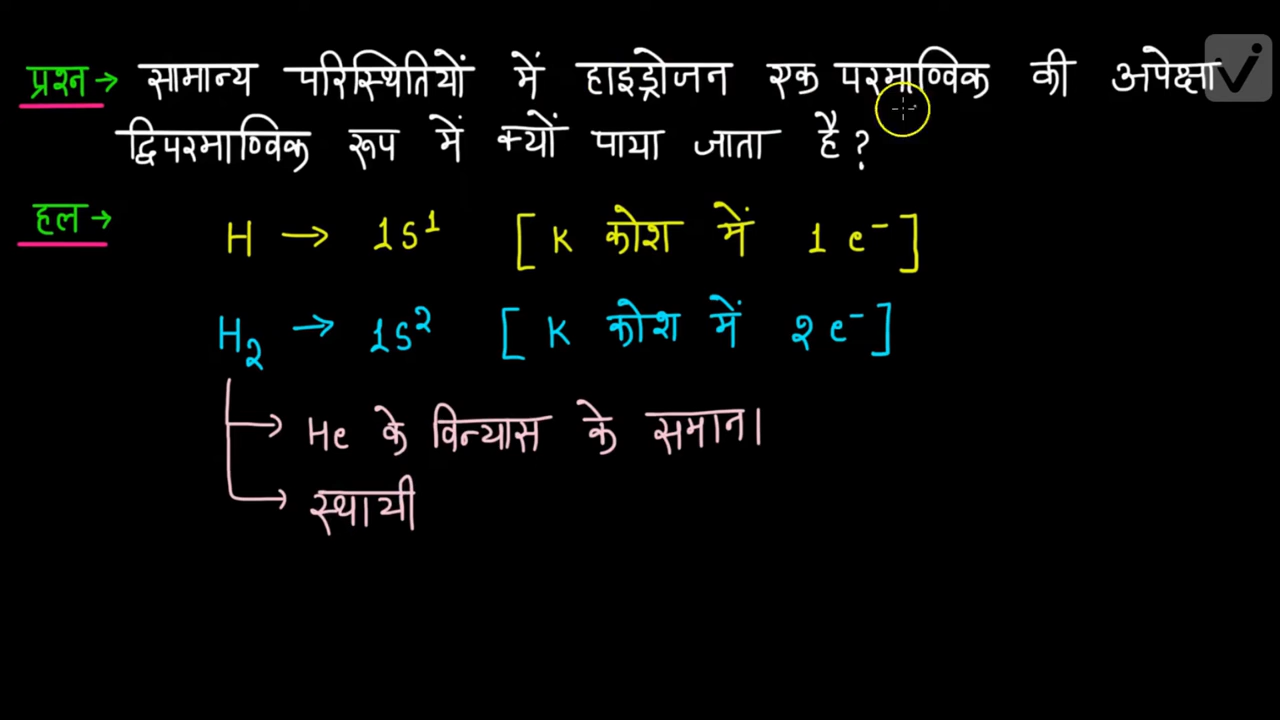 प्रश्न → सामान्य परिस्थितियों में हाइड्रोजन एक परमाण्विक की अपेक्षा
द्विपरमाण्विक रूप में क्यों पाया जाता है?
हल →
H → 1s¹ [K कोश में 1 e⁻]
H₂ → 1s² [K कोश में 2 e⁻]
→ He के विन्यास के समान।
→ स्थायी